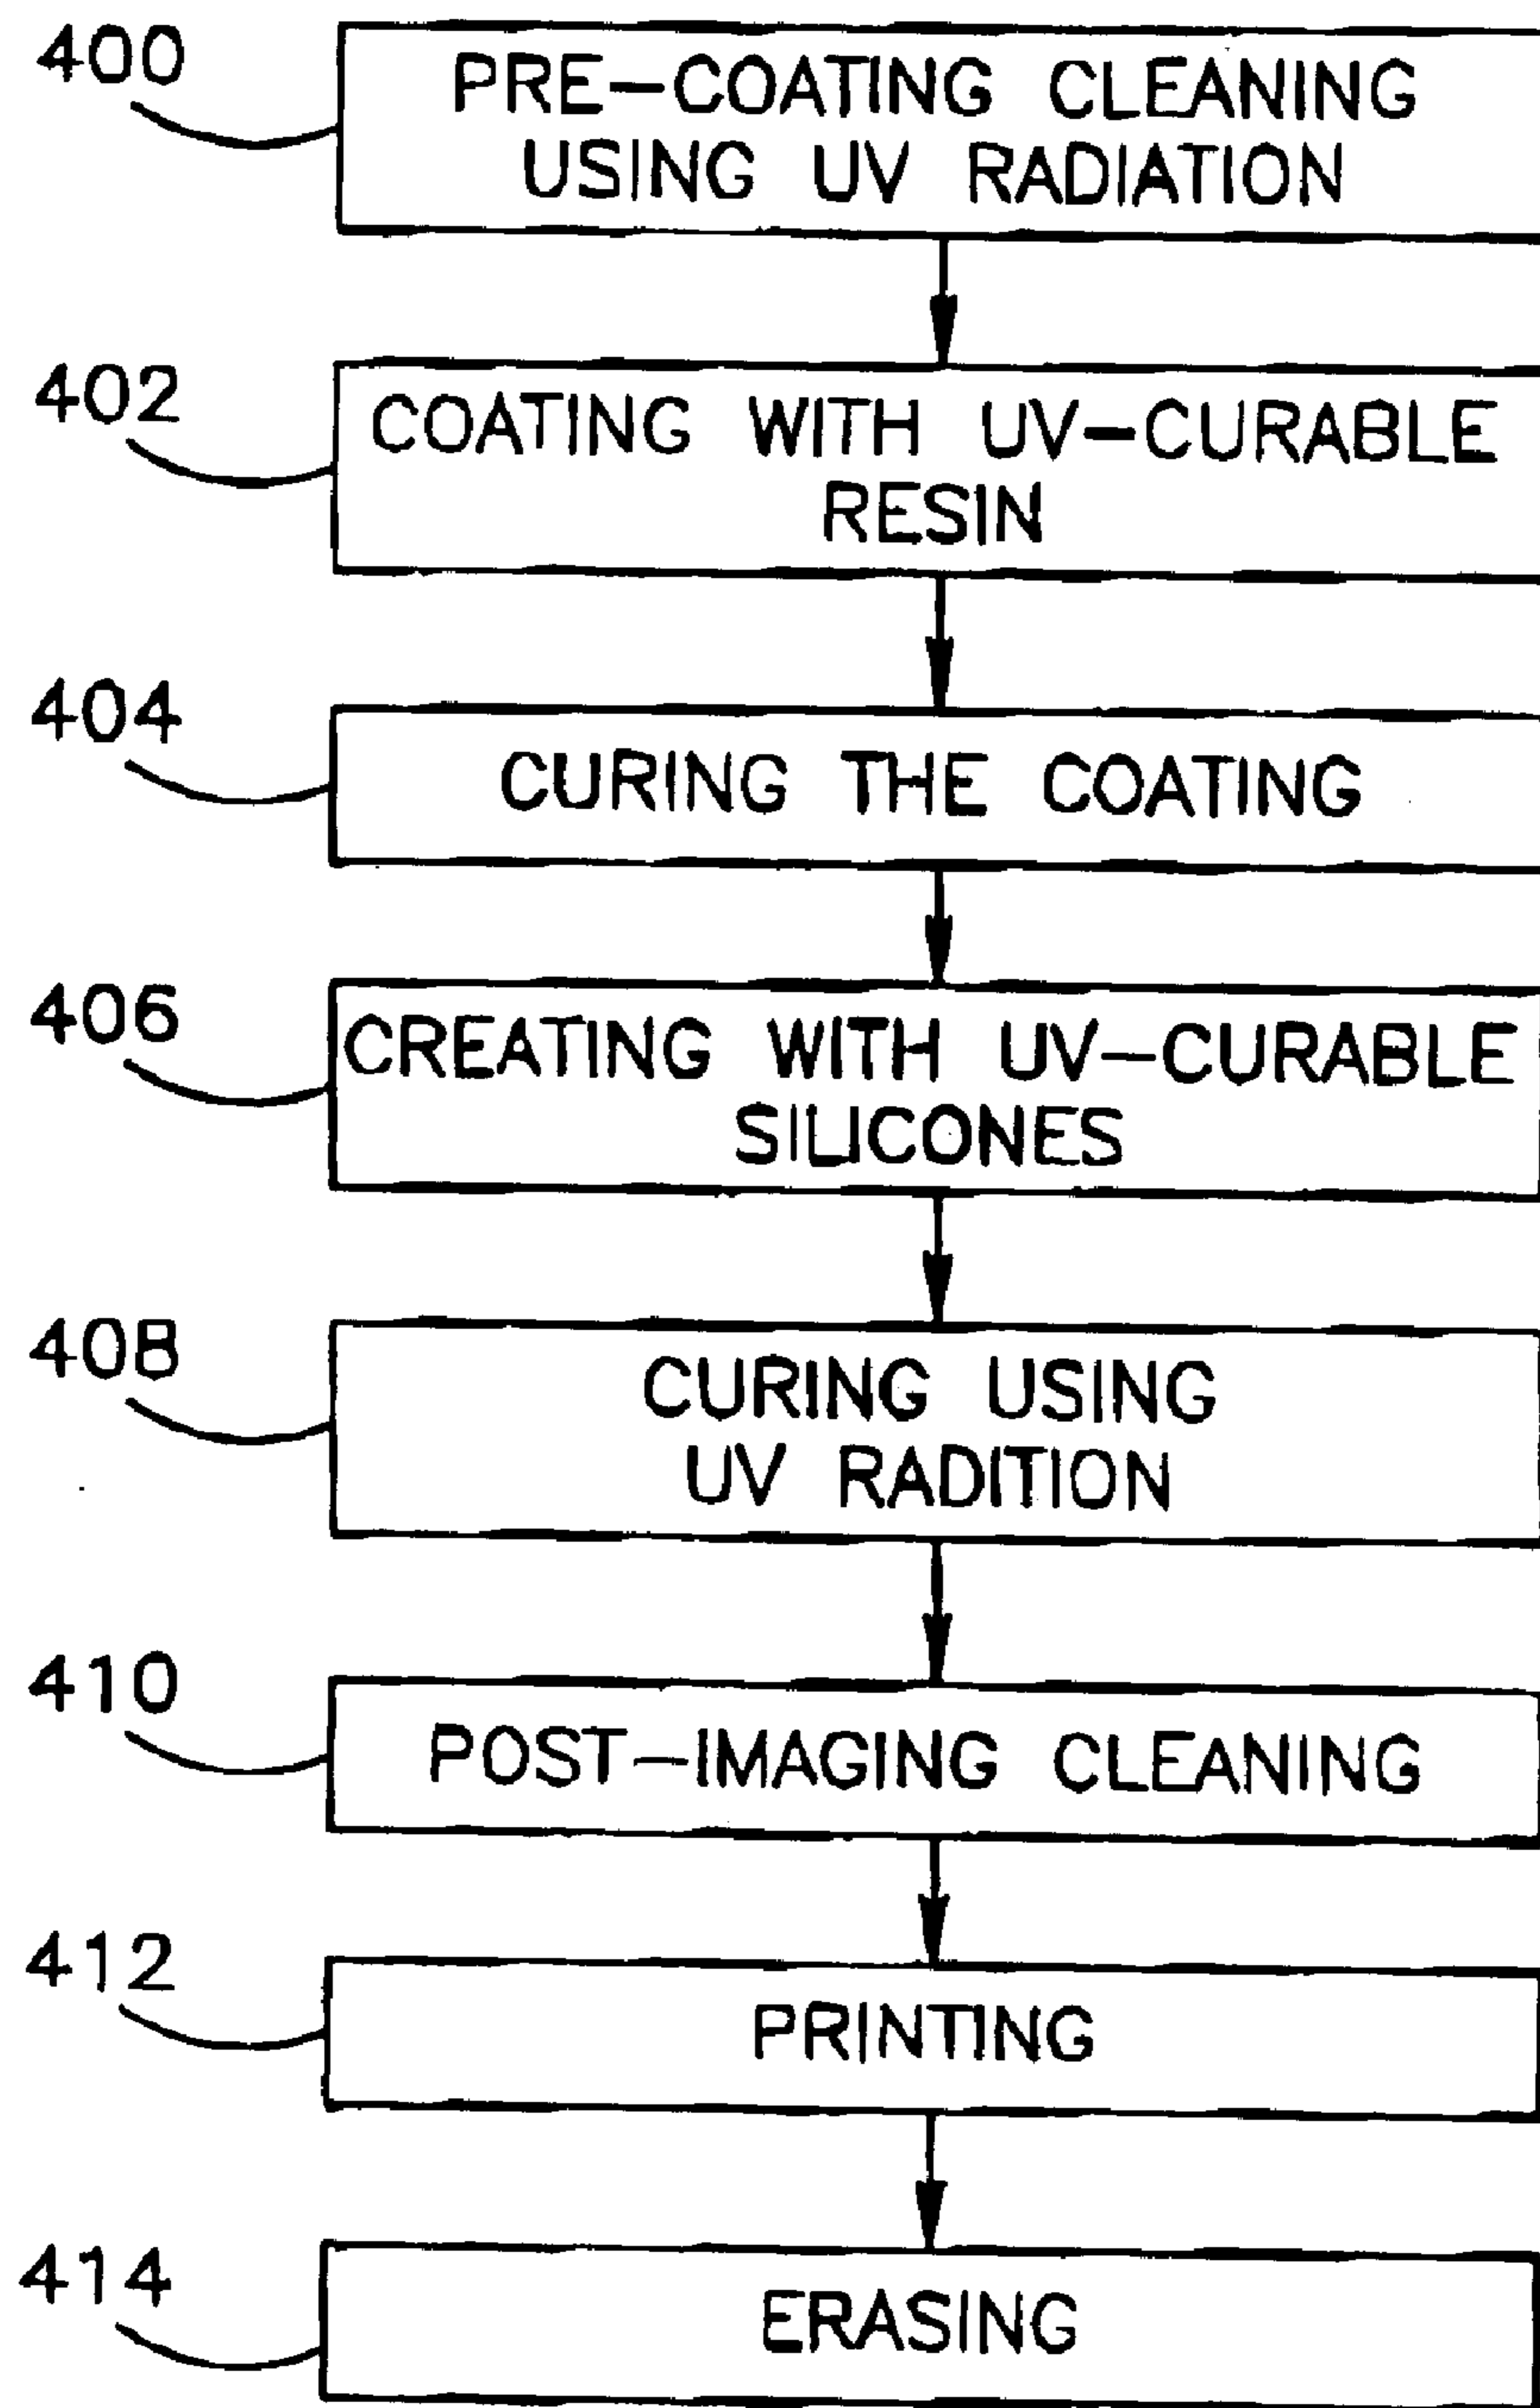 400
PRE-COATING CLEANING
USING UV RADIATION
402
COATING WITH UV-CURABLE
RESIN
404
CURING THE COATING
406
CREATING WITH UV-CURABLE
SILICONES
408
CURING USING
UV RADITION
410
POST-IMAGING CLEANING
412
PRINTING
414
ERASING